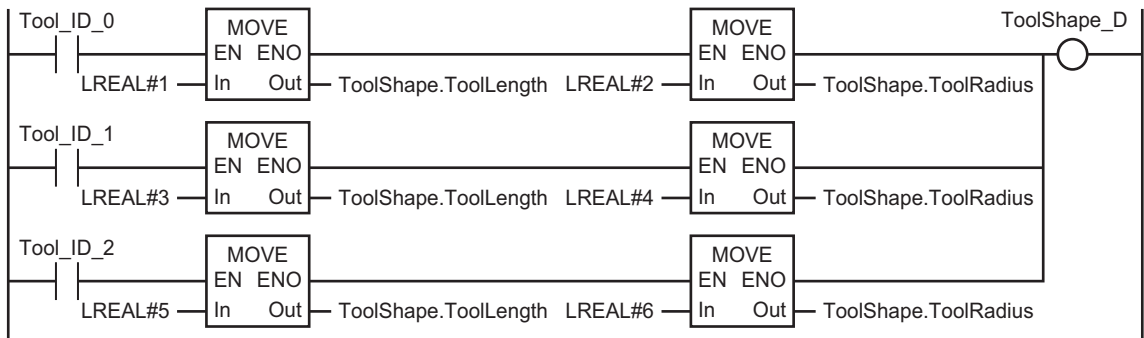 Tool_ID_0 ToolShape_D
MOVE MOVE
EN ENO EN ENO
LREAL#1 In Out ToolShape.ToolLength LREAL#2 In Out ToolShape.ToolRadius
Tool_ID_1
MOVE MOVE
EN ENO EN ENO
LREAL#3 In Out ToolShape.ToolLength LREAL#4 In Out ToolShape.ToolRadius
Tool_ID_2
MOVE MOVE
EN ENO EN ENO
LREAL#5 In Out ToolShape.ToolLength LREAL#6 In Out ToolShape.ToolRadius